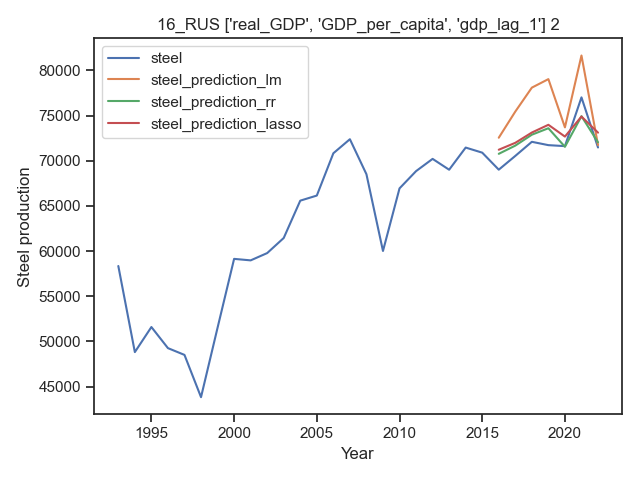 16_RUS ['real_GDP', 'GDP_per_capita', 'gdp_lag_1'] 2
steel
steel_prediction_lm
steel_prediction_rr
steel_prediction_lasso
80000
75000
70000
65000
60000
55000
50000
45000
Steel production
1995 2000 2005 2010 2015 2020
Year